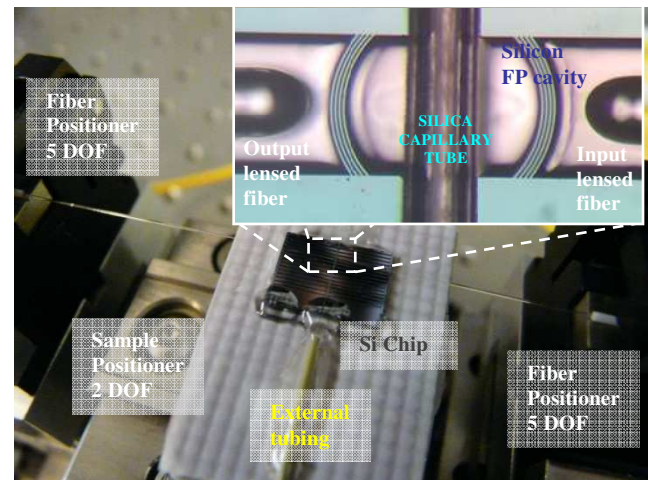 Silicon
FP cavity
SILICA
CAPILLARY
TUBE
Output
lensed
fiber
Input
lensed
fiber
Fiber
Positioner
5 DOF
Sample
Positioner
2 DOF
Si Chip
External
tubing
Fiber
Positioner
5 DOF